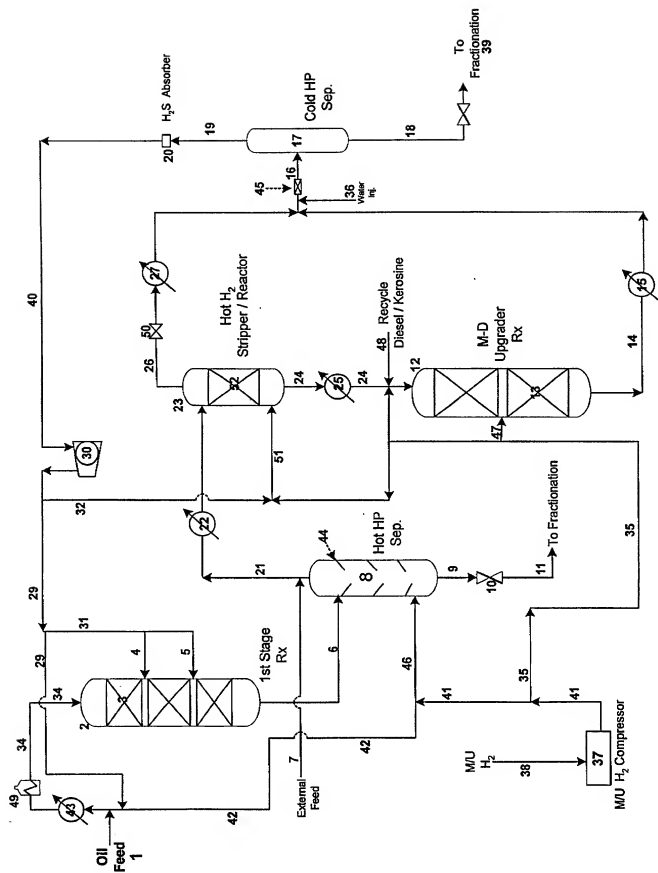 40
20
H₂S Absorber
19
Cold HP
Sep.
17
18
To
Fractionation
39
16
45
36
Water
Inj.
27
50
26
Hot H₂
Stripper / Reactor
23
52
24
25
24
Recycle
Diesel / Kerosine
48
12
M-D
Upgrader
Rx
13
47
14
15
30
32
51
22
21
44
Hot HP
Sep.
8
9
10
11
To Fractionation
35
29
31
29
4
5
34
34
2
3
1st Stage
Rx
6
46
7
External
Feed
42
42
49
43
Oil
Feed
1
41
35
41
M/U
H₂
38
37
M/U H₂ Compressor